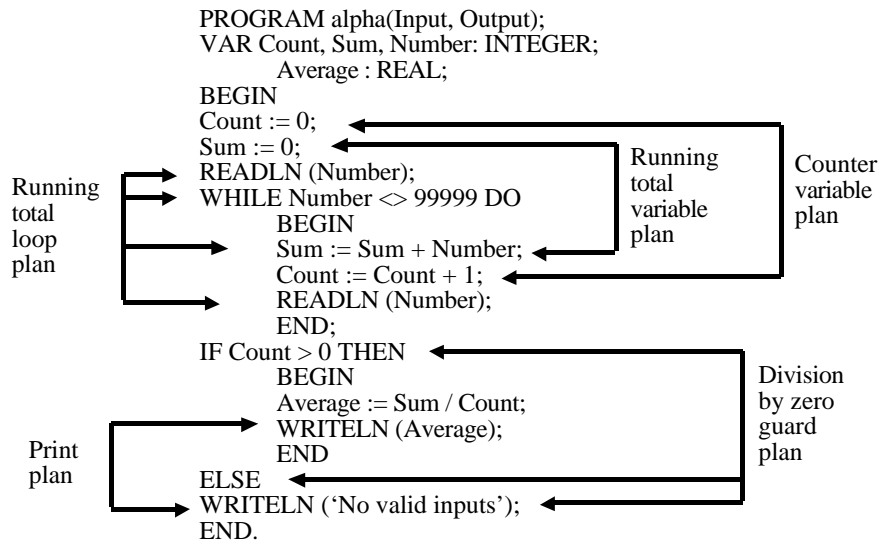 PROGRAM alpha(Input, Output);
VAR Count, Sum, Number: INTEGER;
Average : REAL;
BEGIN
Count := 0;
Sum := 0;
READLN (Number);
WHILE Number <> 99999 DO
BEGIN
Sum := Sum + Number;
Count := Count + 1;
READLN (Number);
END;
IF Count > 0 THEN
BEGIN
Average := Sum / Count;
WRITELN (Average);
END
ELSE
WRITELN (‘No valid inputs’);
END.
Running
total
loop
plan
Print
plan
Running
total
variable
plan
Counter
variable
plan
Division
by zero
guard
plan